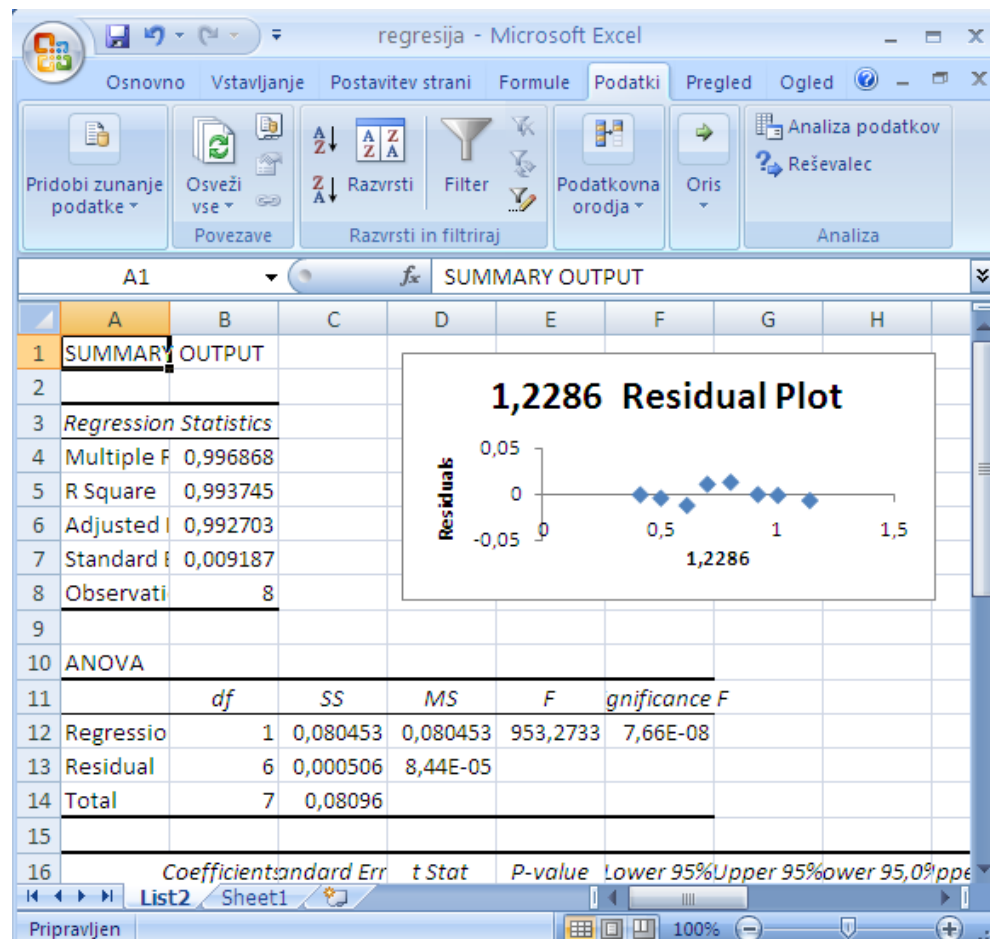 regresija - Microsoft Excel
Osnovno Vstavljanje Postavitev strani Formule Podatki Pregled Ogled
Pridobi zunanje podatke
Osveži vse
Povezave
Razvrsti
Filter
Razvrsti in filtriraj
Podatkovna orodja
Oris
Analiza podatkov
Reševalec
Analiza
A1 fx SUMMARY OUTPUT
A B C D E F G H
1 SUMMARY OUTPUT
2
3 Regression Statistics
4 Multiple R 0,996868
5 R Square 0,993745
6 Adjusted 0,992703
7 Standard E 0,009187
8 Observati 8
9
10 ANOVA
11 df SS MS F gnificance F
12 Regressio 1 0,080453 0,080453 953,2733 7,66E-08
13 Residual 6 0,000506 8,44E-05
14 Total 7 0,08096
15
16 Coefficients andard Err t Stat P-value Lower 95% Upper 95% ower 95,0% Uppe
1,2286 Residual Plot
Residuals
0,05
0
-0,05
0 0,5 1 1,5
1,2286
List2 Sheet1
Pripravljen 100%